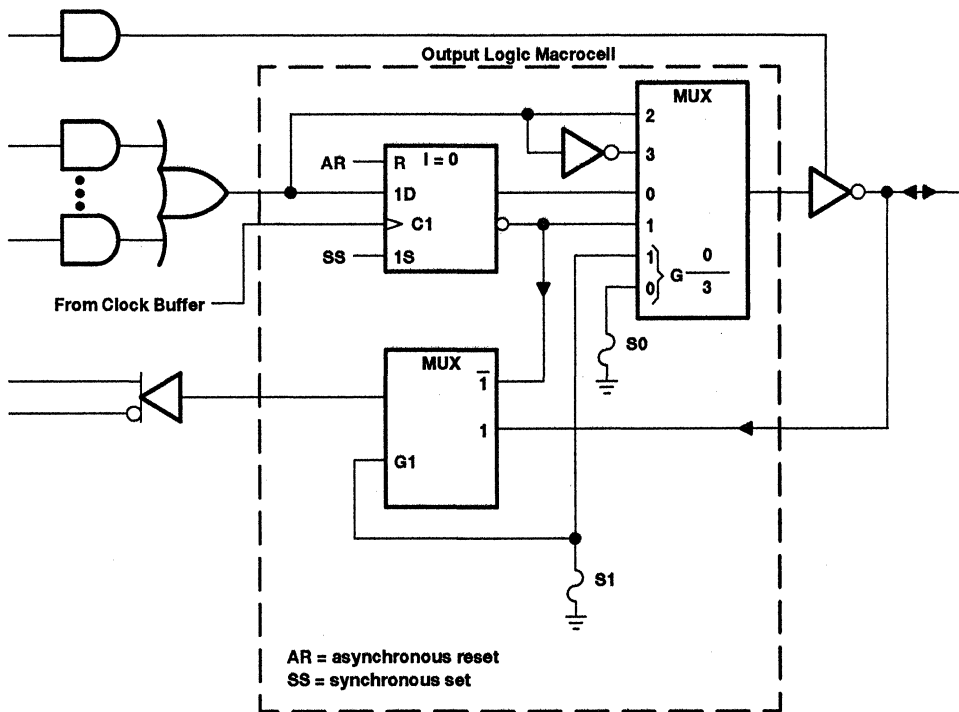 Output Logic Macrocell
MUX
2
3
0
1
1
0
G 0
3
AR
R
I = 0
1D
C1
SS
1S
From Clock Buffer
S0
MUX
1̅
1
G1
S1
AR = asynchronous reset
SS = synchronous set